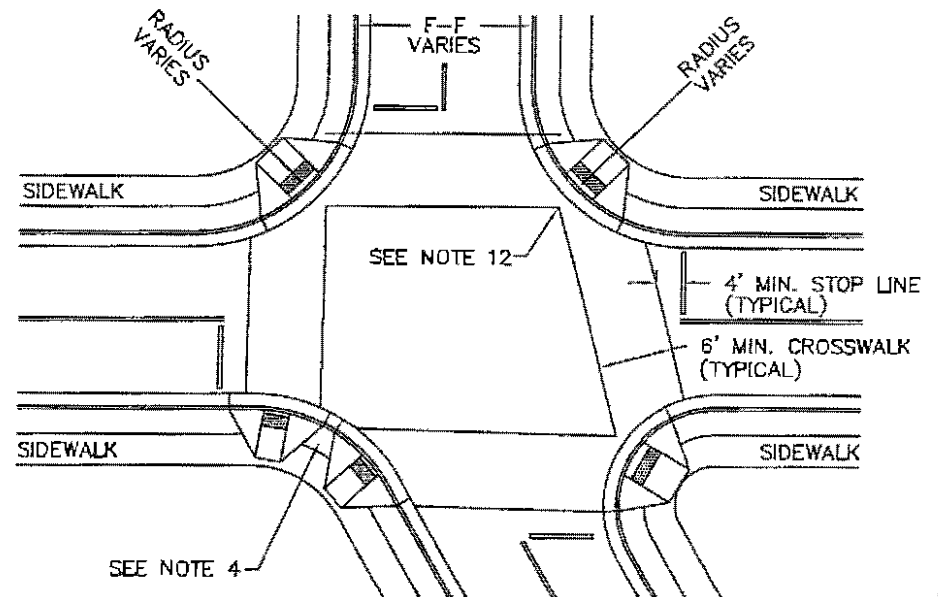 RADIUS
VARIES
F-F
VARIES
RADIUS
VARIES
SIDEWALK
SIDEWALK
SEE NOTE 12
4' MIN. STOP LINE
(TYPICAL)
6' MIN. CROSSWALK
(TYPICAL)
SIDEWALK
SIDEWALK
SEE NOTE 4